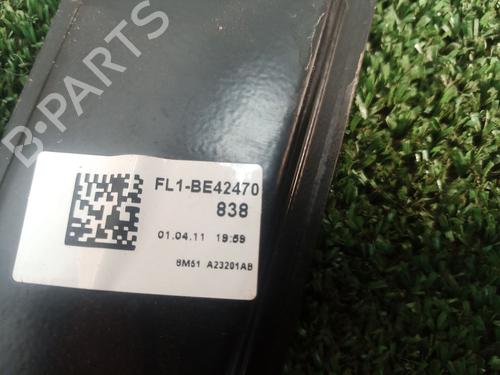 B-PARTS
FL1-BE42470
838
01.04.11 19:59
8M51 A23201AB